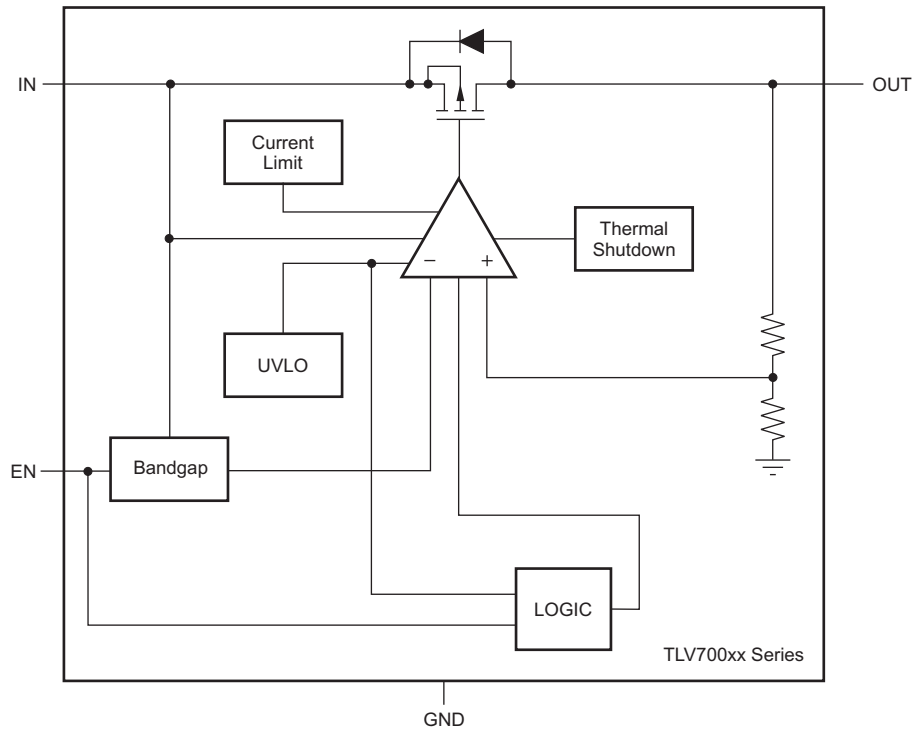 IN
OUT
Current
Limit
Thermal
Shutdown
−
+
UVLO
EN
Bandgap
LOGIC
TLV700xx Series
GND